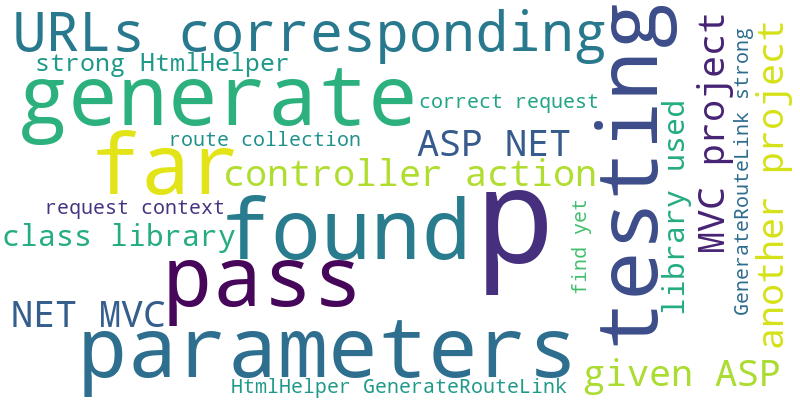 URLs corresponding
strong HtmlHelper
generate
correct request
route collection
ASP NET
far
controller action
request context
found
p
class library
pass
NET MVC
parameters
HtmlHelper GenerateRouteLink
given ASP
find yet
testing
library used
MVC project
GenerateRouteLink strong
another project